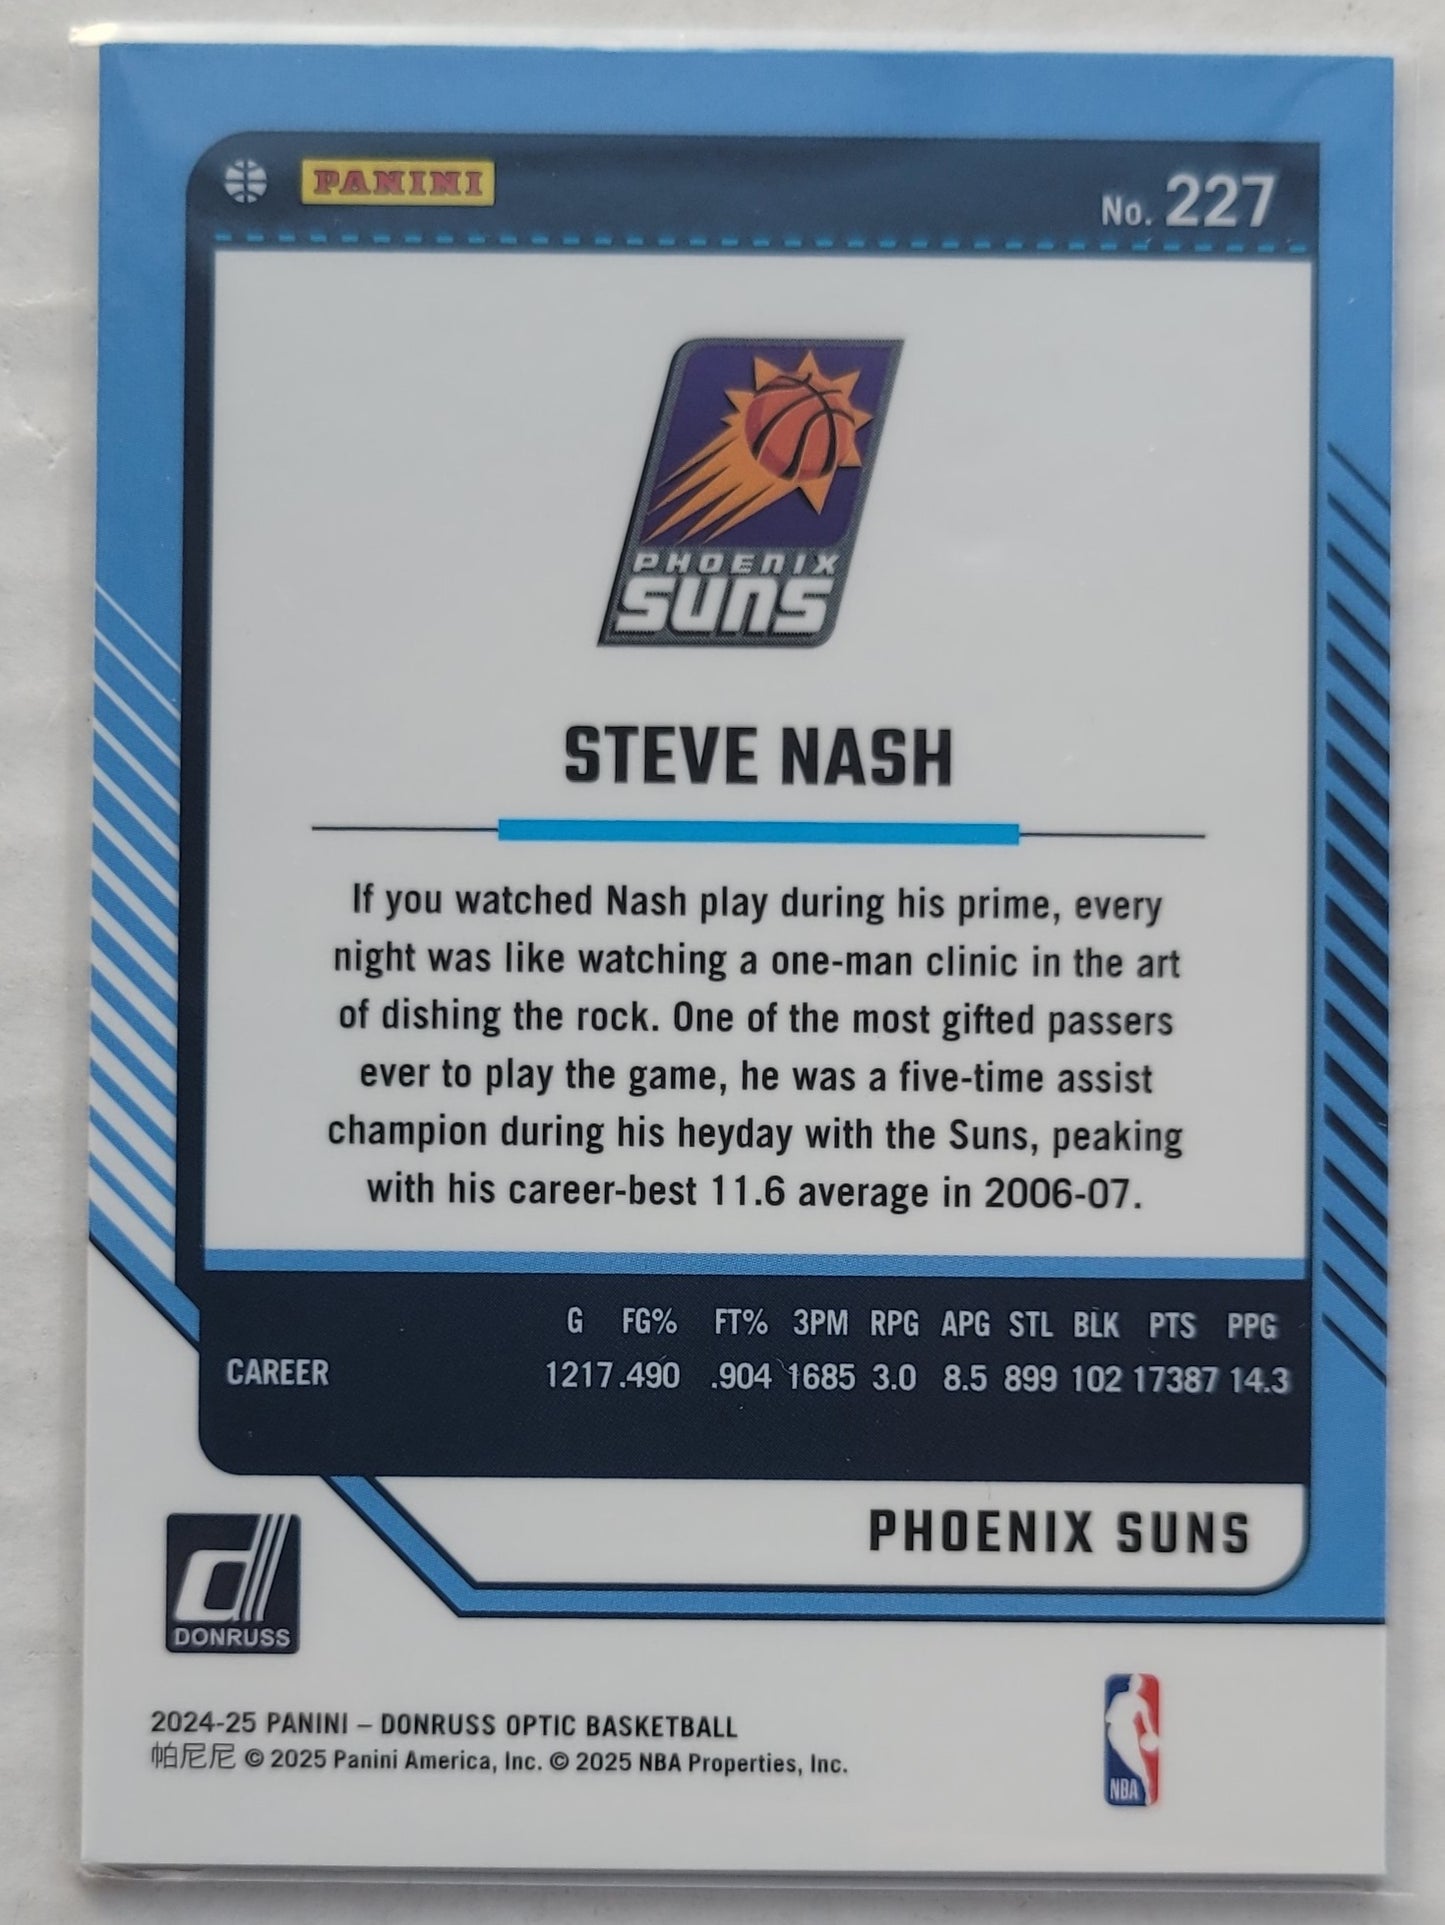 PANINI
No. 227
PHOENIX
SUNS
STEVE NASH
If you watched Nash play during his prime, every
night was like watching a one-man clinic in the art
of dishing the rock. One of the most gifted passers
ever to play the game, he was a five-time assist
champion during his heyday with the Suns, peaking
with his career-best 11.6 average in 2006-07.
G FG% FT% 3PM RPG APG STL BLK PTS PPG
CAREER 1217 .490 .904 1685 3.0 8.5 899 102 17387 14.3
PHOENIX SUNS
d
DONRUSS
2024-25 PANINI – DONRUSS OPTIC BASKETBALL
帕尼尼 © 2025 Panini America, Inc. © 2025 NBA Properties, Inc.
NBA